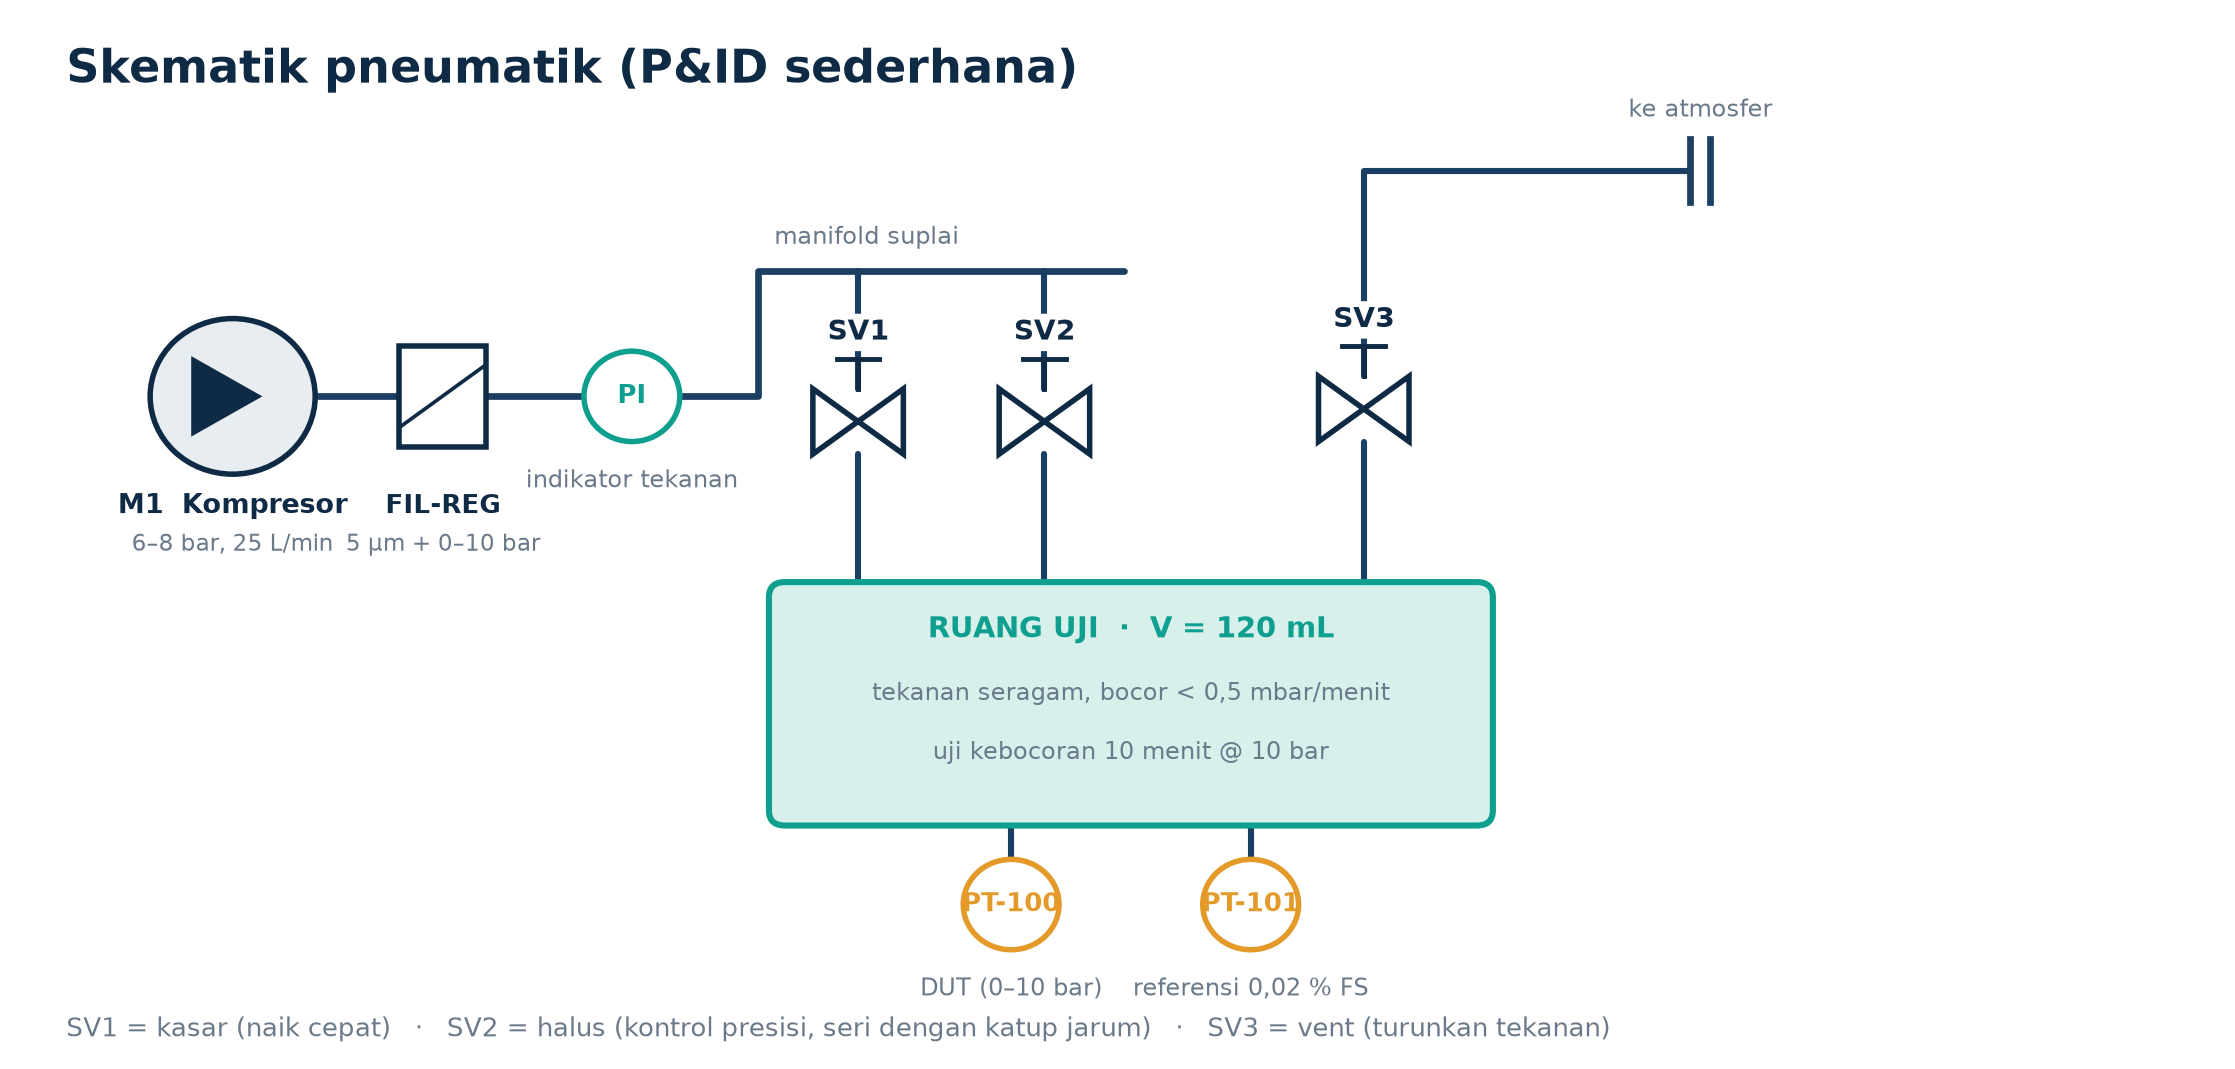 Skematik pneumatik (P&ID sederhana)
ke atmosfer
manifold suplai
SV1
SV2
SV3
PI
indikator tekanan
M1  Kompresor
FIL-REG
6–8 bar, 25 L/min
5 µm + 0–10 bar
RUANG UJI  ·  V = 120 mL
tekanan seragam, bocor < 0,5 mbar/menit
uji kebocoran 10 menit @ 10 bar
PT-100
PT-101
DUT (0–10 bar)
referensi 0,02 % FS
SV1 = kasar (naik cepat)   ·   SV2 = halus (kontrol presisi, seri dengan katup jarum)   ·   SV3 = vent (turunkan tekanan)